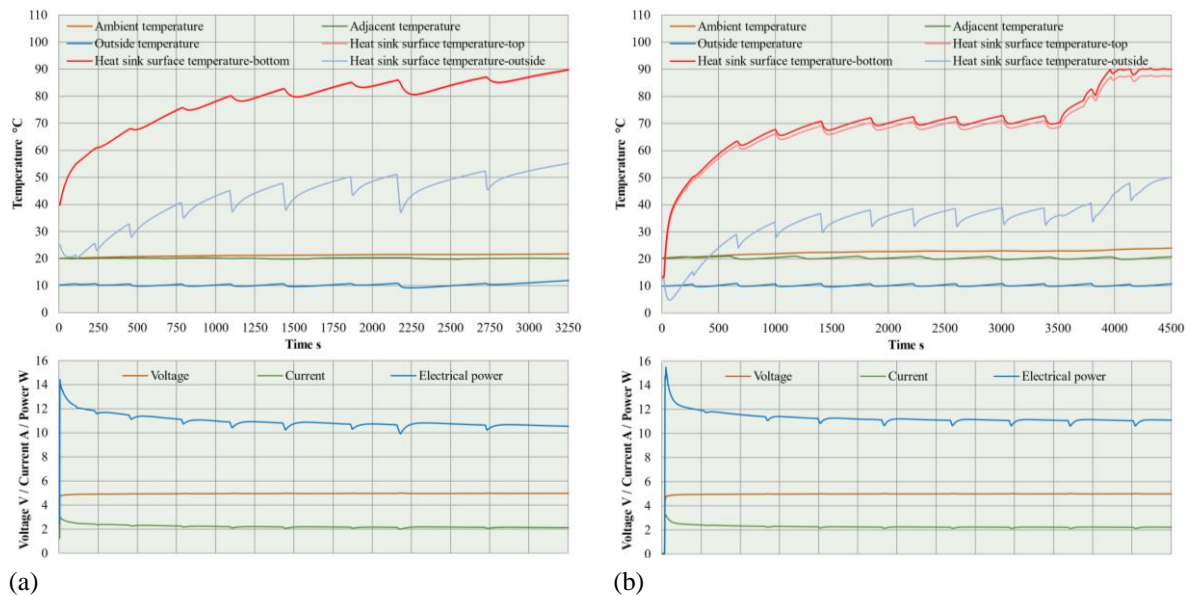 110
100
90
80
70
60
50
40
30
20
10
0
Temperature °C
Ambient temperature Adjacent temperature
Outside temperature Heat sink surface temperature-top
Heat sink surface temperature-bottom Heat sink surface temperature-outside
0 250 500 750 1000 1250 1500 1750 2000 2250 2500 2750 3000 3250
Time s
16
14
12
10
8
6
4
2
0
Voltage V / Current A / Power W
Voltage Current Electrical power
(a)
110
100
90
80
70
60
50
40
30
20
10
0
Temperature °C
Ambient temperature Adjacent temperature
Outside temperature Heat sink surface temperature-top
Heat sink surface temperature-bottom Heat sink surface temperature-outside
0 500 1000 1500 2000 2500 3000 3500 4000 4500
Time s
16
14
12
10
8
6
4
2
0
Voltage V / Current A / Power W
Voltage Current Electrical power
(b)